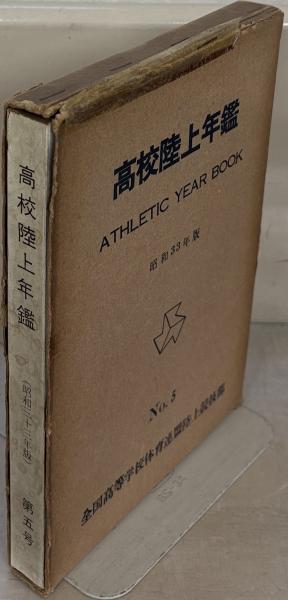 高校陸上年鑑
ATHLETIC YEAR BOOK
昭和33年版
No. 5
全国高等学校体育連盟陸上競技部
高校陸上年鑑
(昭和三十三年版)
第五号